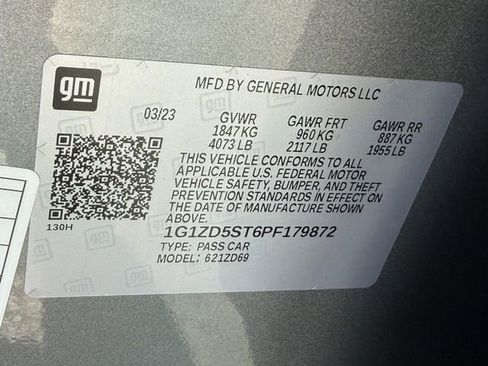 gm
MFD BY GENERAL MOTORS LLC
03/23 GVWR GAWR FRT GAWR RR
1847 KG 960 KG 887 KG
4073 LB 2117 LB 1955 LB
THIS VEHICLE CONFORMS TO ALL
APPLICABLE U.S. FEDERAL MOTOR
VEHICLE SAFETY, BUMPER, AND THEFT
PREVENTION STANDARDS IN EFFECT ON
THE DATE OF MANUFACTURE SHOWN
ABOVE.
130H
1G1ZD5ST6PF179872
TYPE: PASS CAR
MODEL: 621ZD69